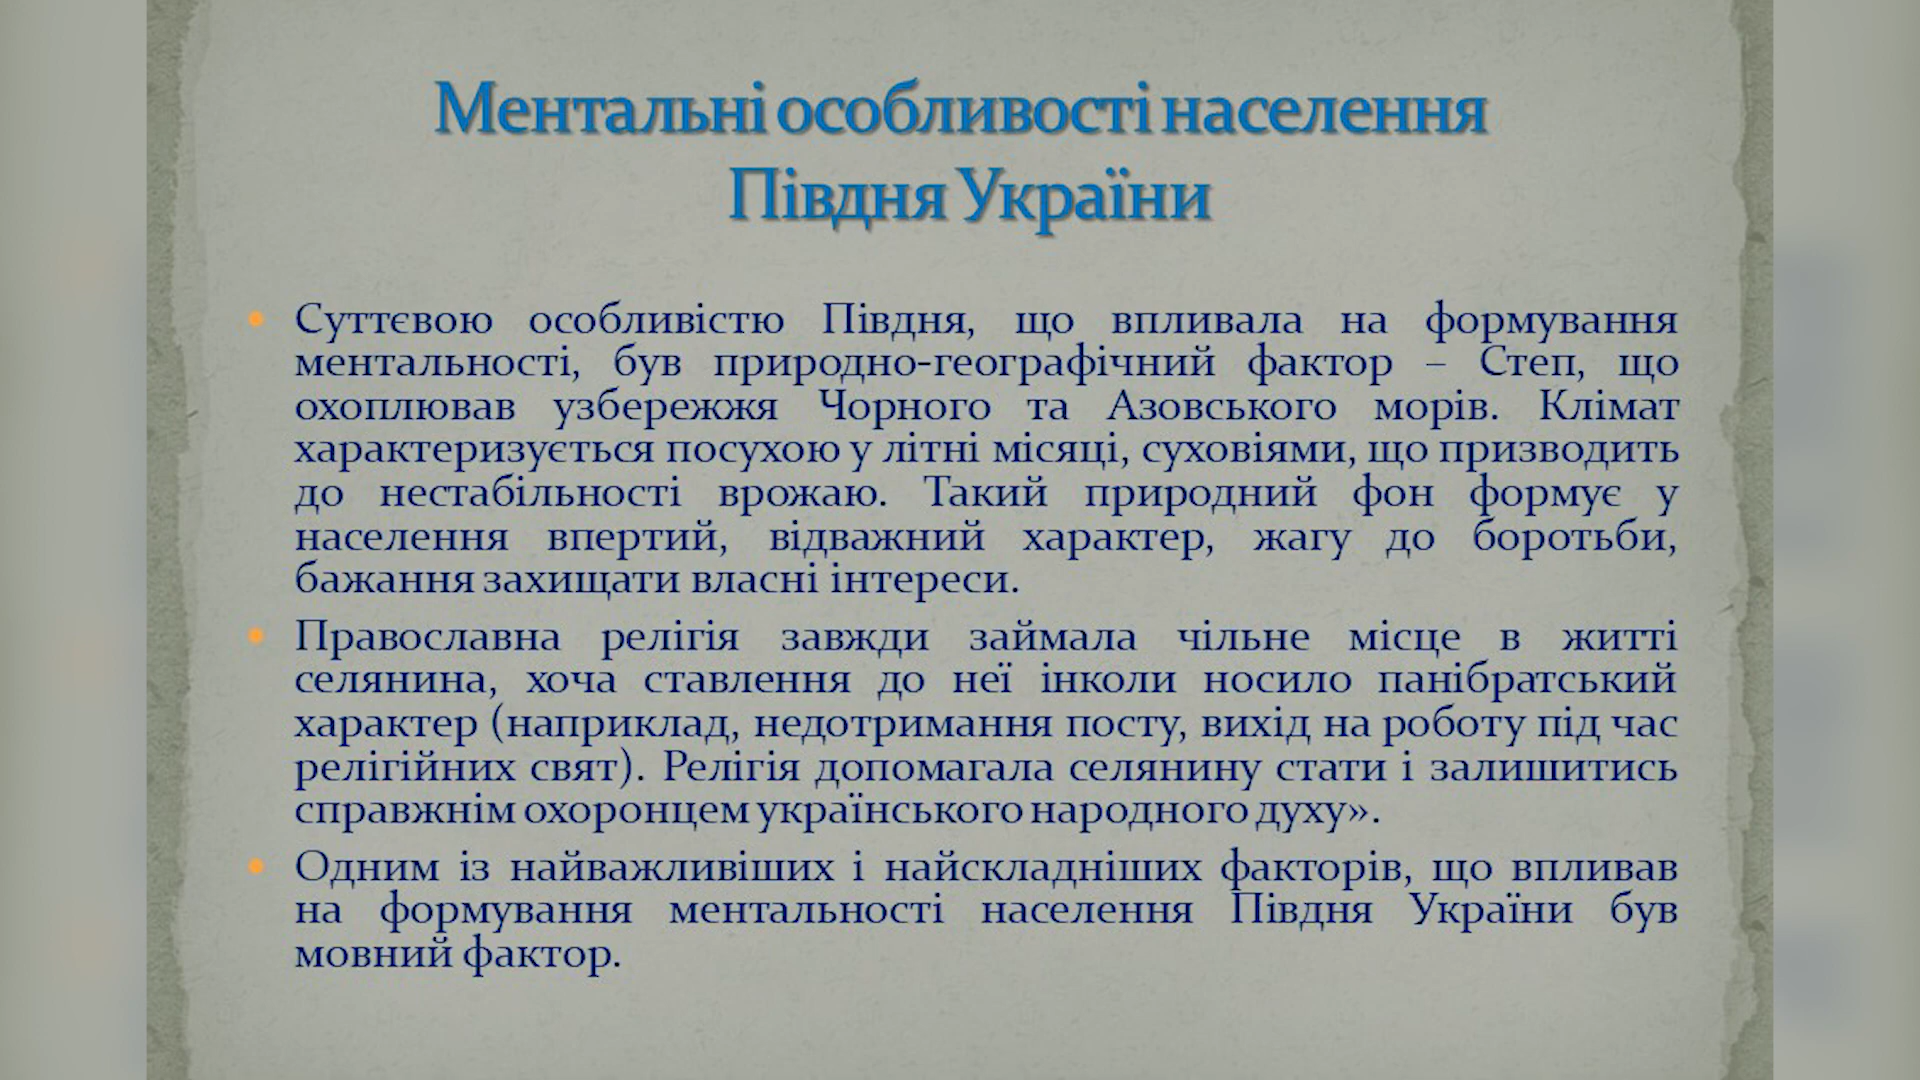 Ментальні особливості населення
Півдня України
• Суттєвою особливістю Півдня, що впливала на формування
ментальності, був природно-географічний фактор – Степ, що
охоплював узбережжя Чорного та Азовського морів. Клімат
характеризується посухою у літні місяці, суховіями, що призводить
до нестабільності врожаю. Такий природний фон формує у
населення впертий, відважний характер, жагу до боротьби,
бажання захищати власні інтереси.
• Православна релігія завжди займала чільне місце в житті
селянина, хоча ставлення до неї інколи носило панібратський
характер (наприклад, недотримання посту, вихід на роботу під час
релігійних свят). Релігія допомагала селянину стати і залишитись
справжнім охоронцем українського народного духу».
• Одним із найважливіших і найскладніших факторів, що впливав
на формування ментальності населення Півдня України був
мовний фактор.